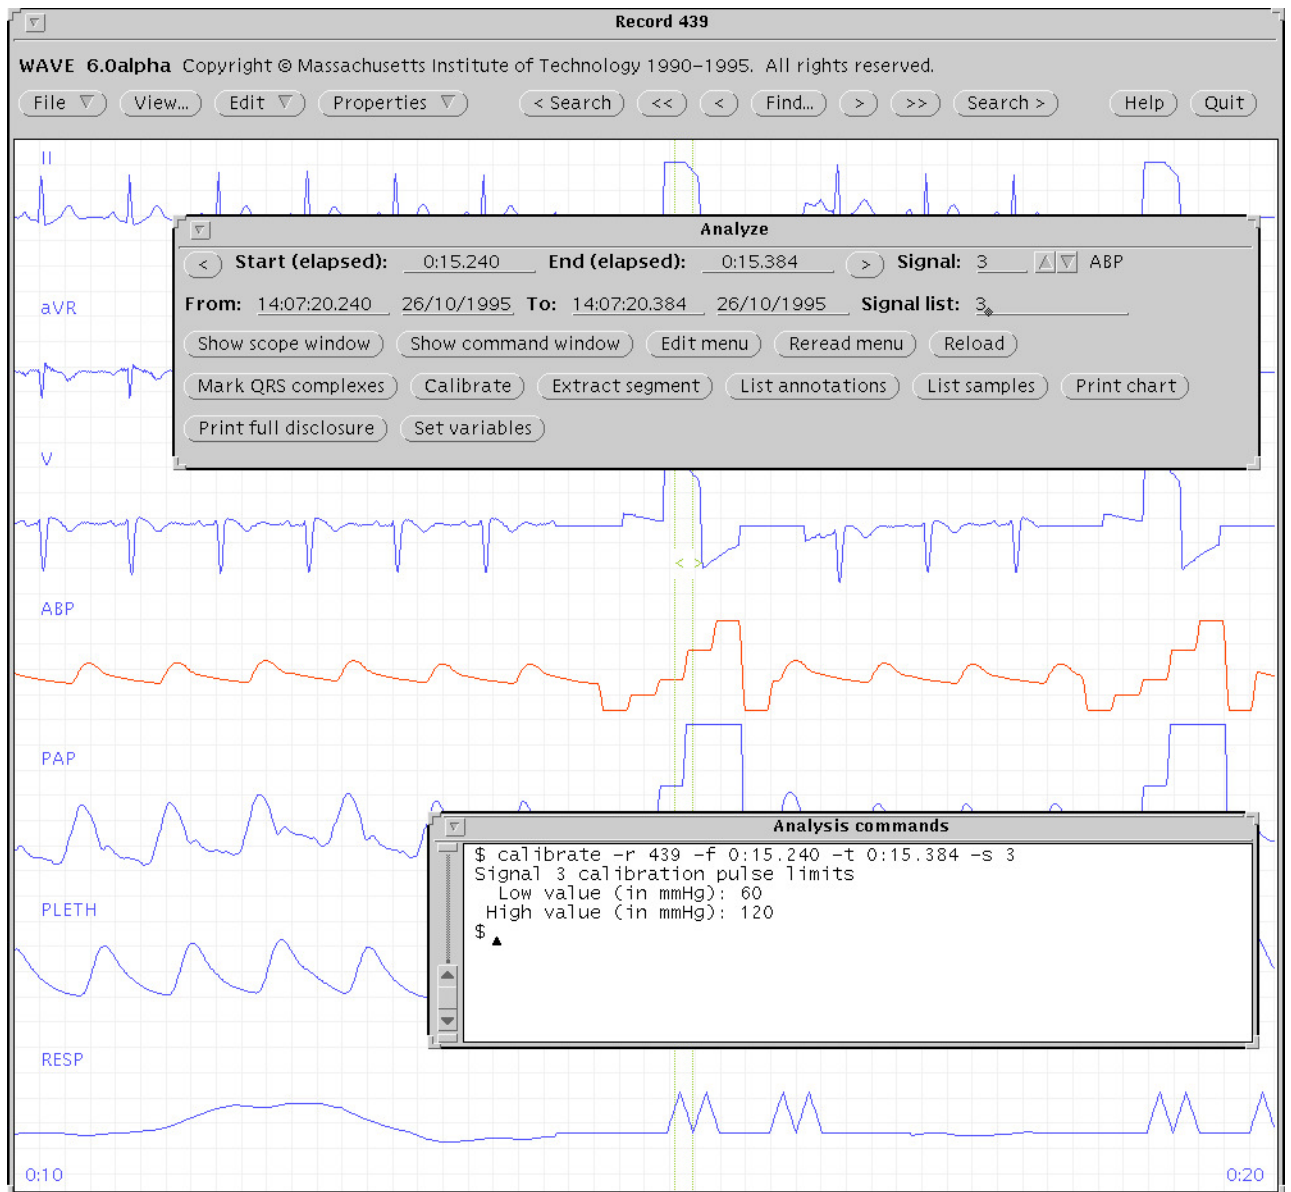 Record 439
WAVE 6.0alpha Copyright © Massachusetts Institute of Technology 1990–1995. All rights reserved.
File View... Edit Properties < Search << < Find... > >> Search > Help Quit
II
Analyze
< Start (elapsed): 0:15.240 End (elapsed): 0:15.384 > Signal: 3 ABP
From: 14:07:20.240 26/10/1995 To: 14:07:20.384 26/10/1995 Signal list: 3
aVR
Show scope window Show command window Edit menu Reread menu Reload
Mark QRS complexes Calibrate Extract segment List annotations List samples Print chart
Print full disclosure Set variables
V
< >
ABP
PAP
Analysis commands
$ calibrate -r 439 -f 0:15.240 -t 0:15.384 -s 3
Signal 3 calibration pulse limits
Low value (in mmHg): 60
High value (in mmHg): 120
$
PLETH
RESP
0:10 0:20